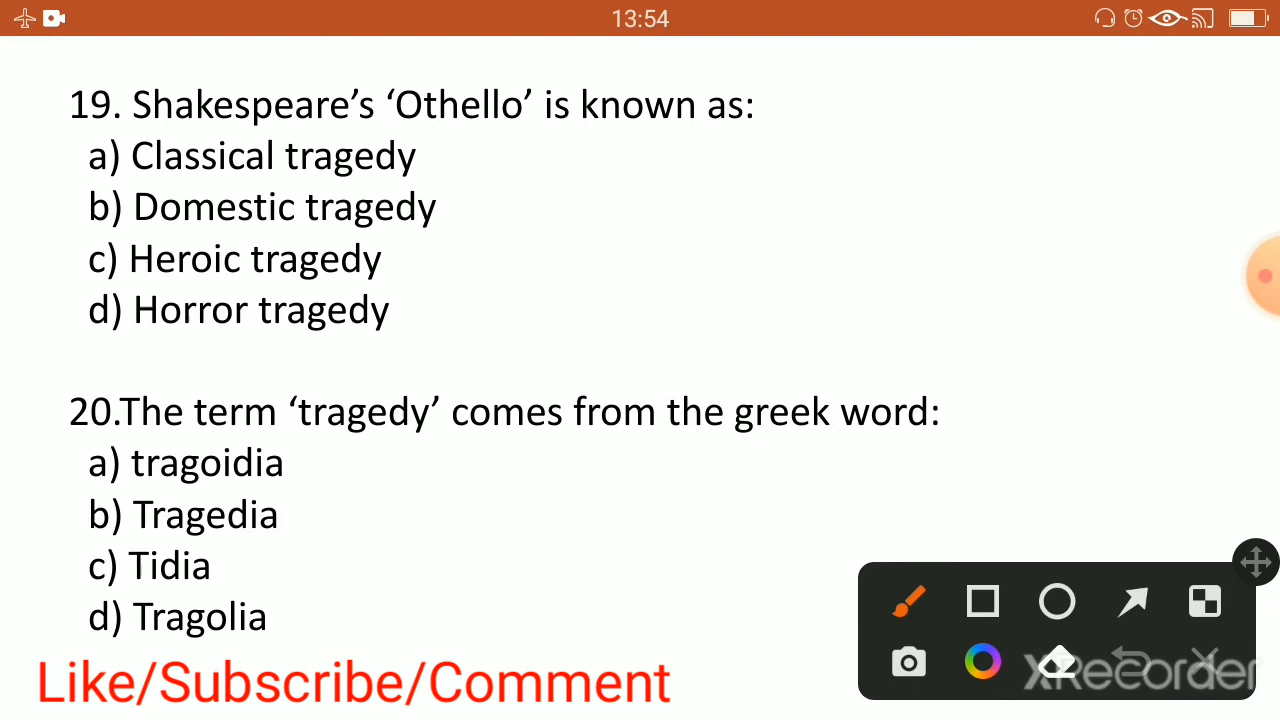 13:54
19. Shakespeare’s ‘Othello’ is known as:
a) Classical tragedy
b) Domestic tragedy
c) Heroic tragedy
d) Horror tragedy
20.The term ‘tragedy’ comes from the greek word:
a) tragoidia
b) Tragedia
c) Tidia
d) Tragolia
Like/Subscribe/Comment
XRecorder